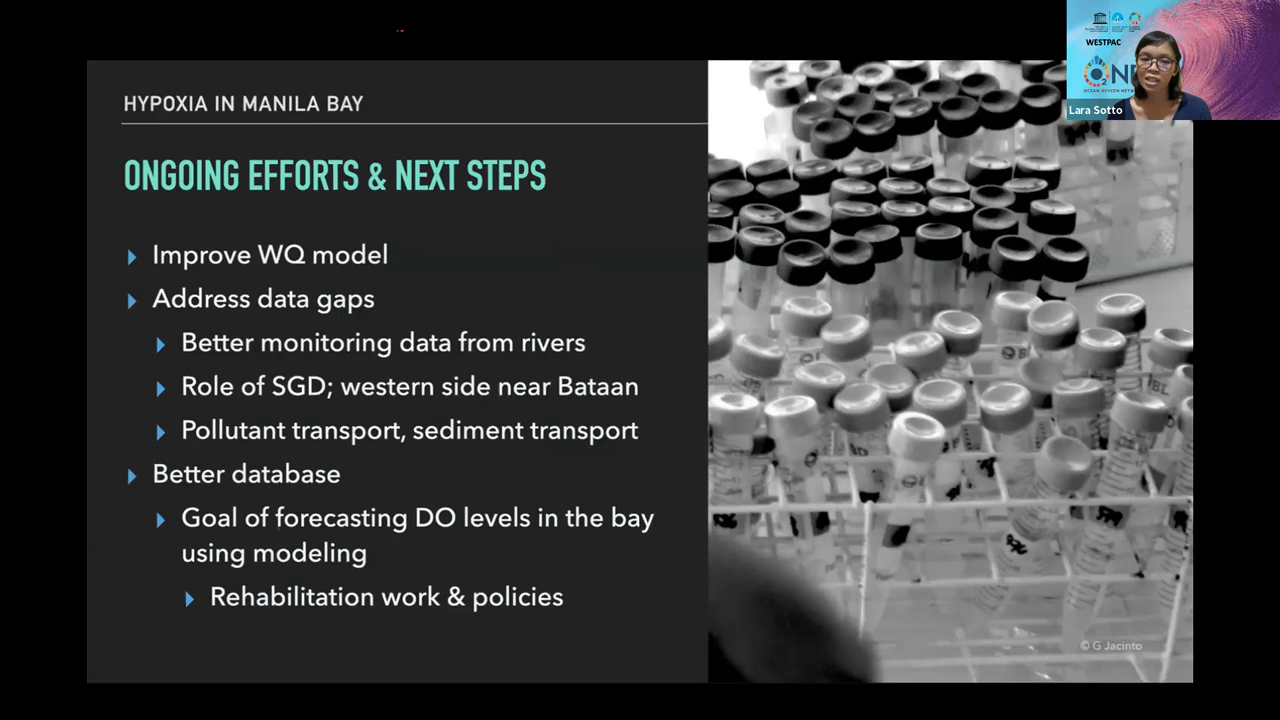 HYPOXIA IN MANILA BAY
ONGOING EFFORTS & NEXT STEPS
Improve WQ model
Address data gaps
Better monitoring data from rivers
Role of SGD; western side near Bataan
Pollutant transport, sediment transport
Better database
Goal of forecasting DO levels in the bay
using modeling
Rehabilitation work & policies
© G Jacinto
WESTPAC
Lara Sotto